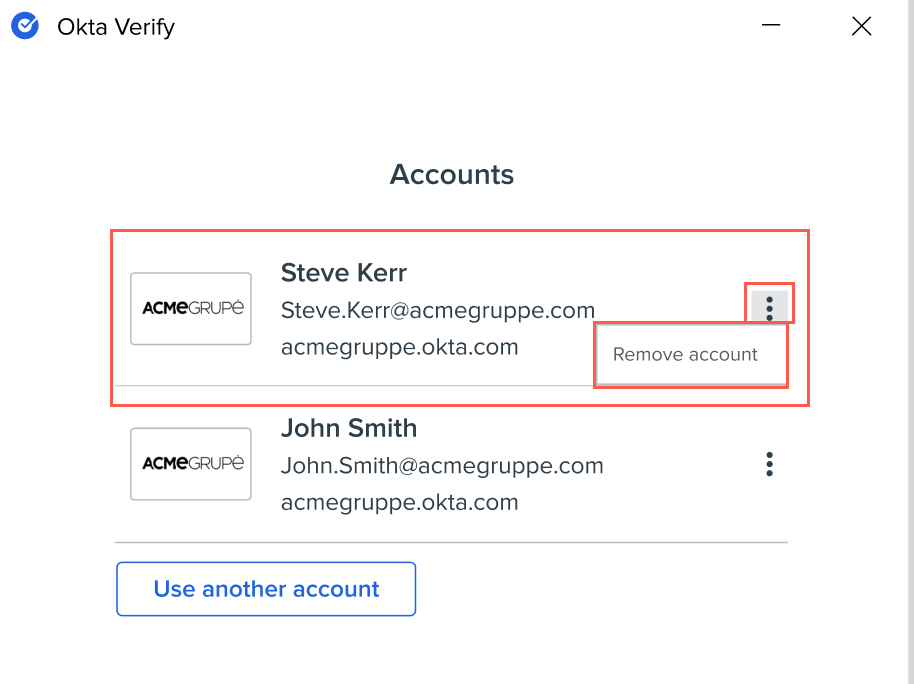 Okta Verify
Accounts
ACMeGRUPÉ
Steve Kerr
Steve.Kerr@acmegruppe.com
acmegruppe.okta.com
Remove account
ACMeGRUPÉ
John Smith
John.Smith@acmegruppe.com
acmegruppe.okta.com
Use another account